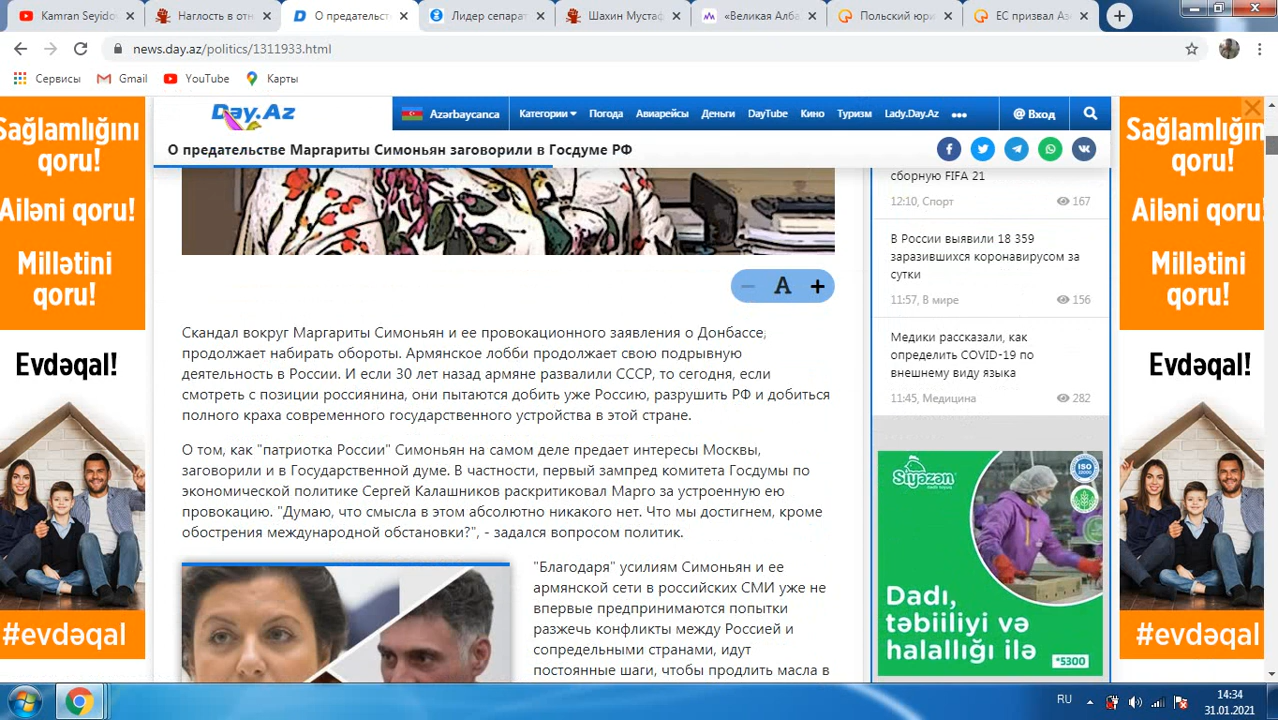 Kamran Seyido
Наглость в отн
О предательст
Лидер сепарат
Шахин Мустаф
«Великая Алба
Польский юри
ЕС призвал Аз
news.day.az/politics/1311933.html
Сервисы
Gmail
YouTube
Карты
Day.Az
Azərbaycanca
Категории
Погода
Авиарейсы
Деньги
DayTube
Кино
Туризм
Lady.Day.Az
Вход
О предательстве Маргариты Симоньян заговорили в Госдуме РФ
Sağlamlığını
qoru!
Ailəni qoru!
Millətini
qoru!
Evdəqal!
#evdəqal
A
Скандал вокруг Маргариты Симоньян и ее провокационного заявления о Донбассе,
продолжает набирать обороты. Армянское лобби продолжает свою подрывную
деятельность в России. И если 30 лет назад армяне развалили СССР, то сегодня, если
смотреть с позиции россиянина, они пытаются добить уже Россию, разрушить РФ и добиться
полного краха современного государственного устройства в этой стране.
О том, как "патриотка России" Симоньян на самом деле предает интересы Москвы,
заговорили и в Государственной думе. В частности, первый зампред комитета Госдумы по
экономической политике Сергей Калашников раскритиковал Марго за устроенную ею
провокацию. "Думаю, что смысла в этом абсолютно никакого нет. Что мы достигнем, кроме
обострения международной обстановки?", - задался вопросом политик.
"Благодаря" усилиям Симоньян и ее
армянской сети в российских СМИ уже не
впервые предпринимаются попытки
разжечь конфликты между Россией и
сопредельными странами, идут
постоянные шаги, чтобы продлить масла в
сборную FIFA 21
12:10, Спорт 167
В России выявили 18 359
заразившихся коронавирусом за
сутки
11:57, В мире 156
Медики рассказали, как
определить COVID-19 по
внешнему виду языка
11:45, Медицина 282
Siyəzən
ISO
Dadı,
təbiiliyi və
halallığı ilə
*5300
Sağlamlığın
qoru!
Ailəni qoru!
Millətini
qoru!
Evdəqal!
#evdəqal
RU
14:34
31.01.2021